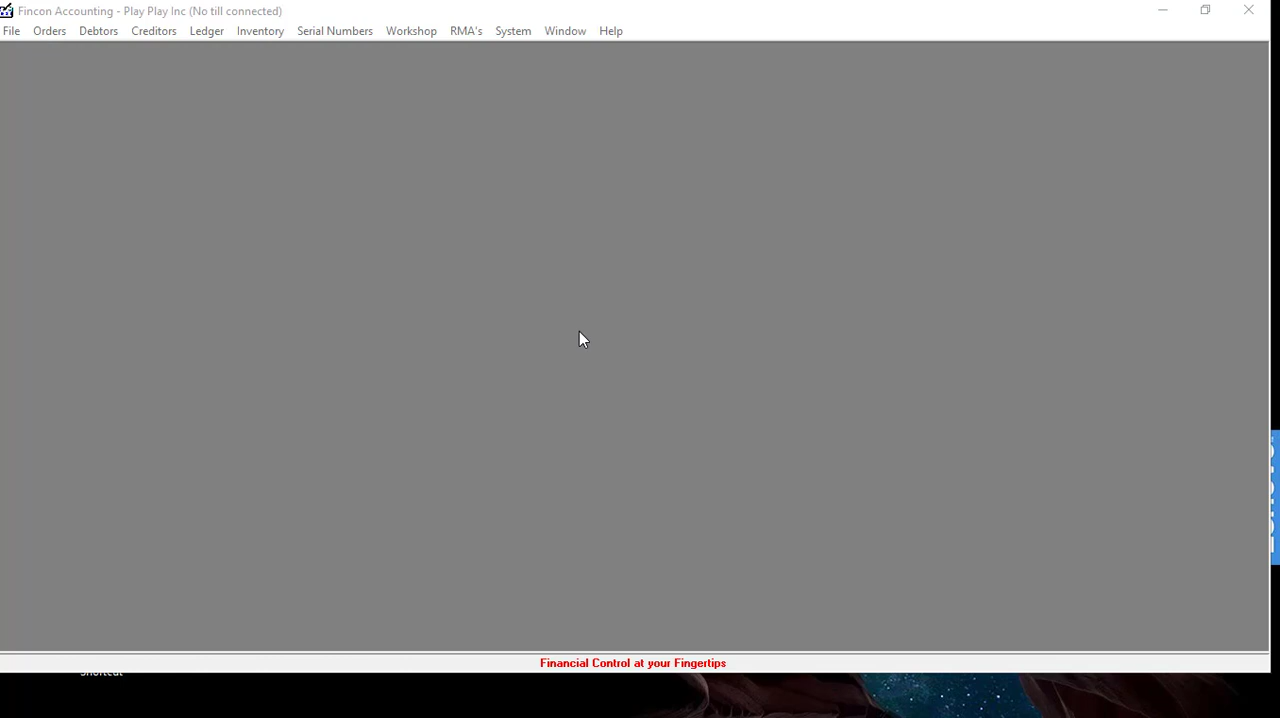 Fincon Accounting - Play Play Inc (No till connected)
File Orders Debtors Creditors Ledger Inventory Serial Numbers Workshop RMA's System Window Help
Financial Control at your Fingertips
Shortcut